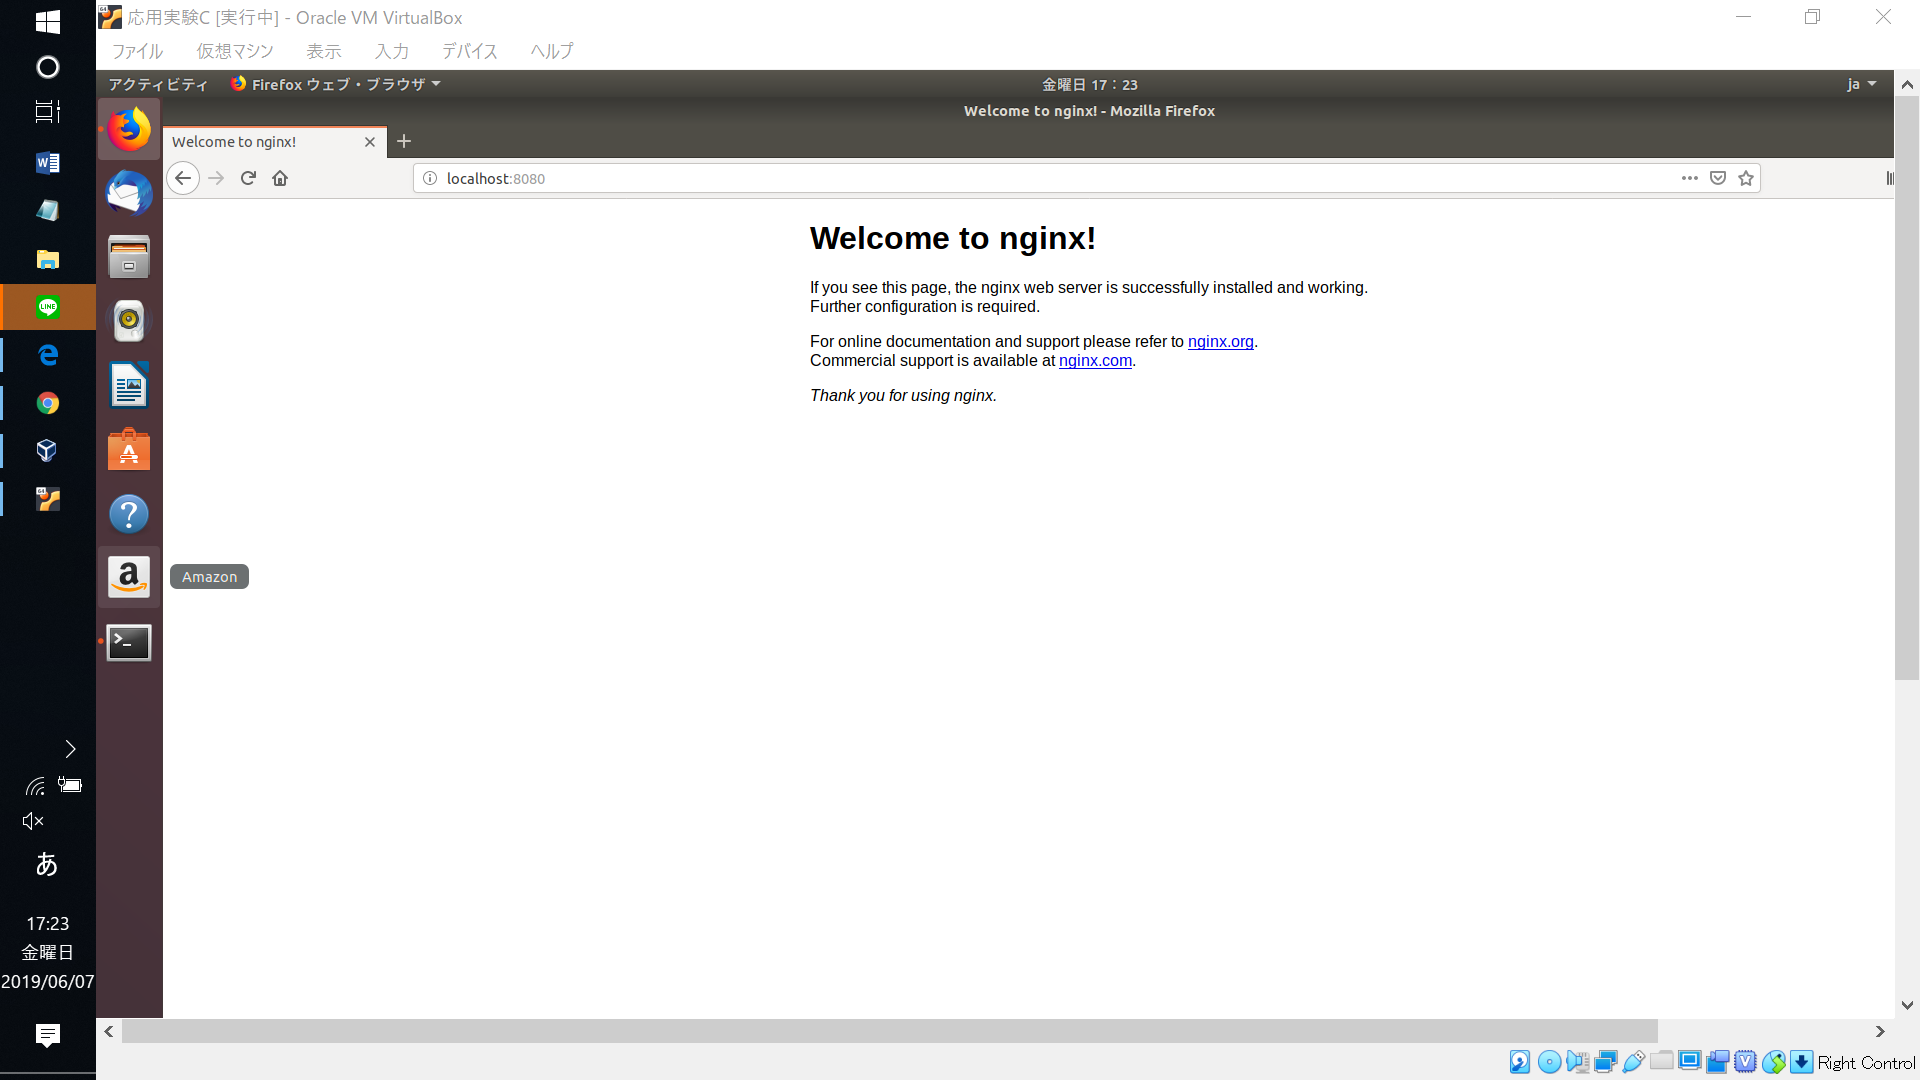 応用実験C [実行中] - Oracle VM VirtualBox
ファイル 仮想マシン 表示 入力 デバイス ヘルプ
アクティビティ Firefox ウェブ・ブラウザ 金曜日 17：23 ja
Welcome to nginx! - Mozilla Firefox
Welcome to nginx!
localhost:8080
Welcome to nginx!
If you see this page, the nginx web server is successfully installed and working.
Further configuration is required.
For online documentation and support please refer to nginx.org.
Commercial support is available at nginx.com.
Thank you for using nginx.
W
64
LINE
A
?
a
Amazon
>_
64
あ
17:23
金曜日
2019/06/07
V
Right Control